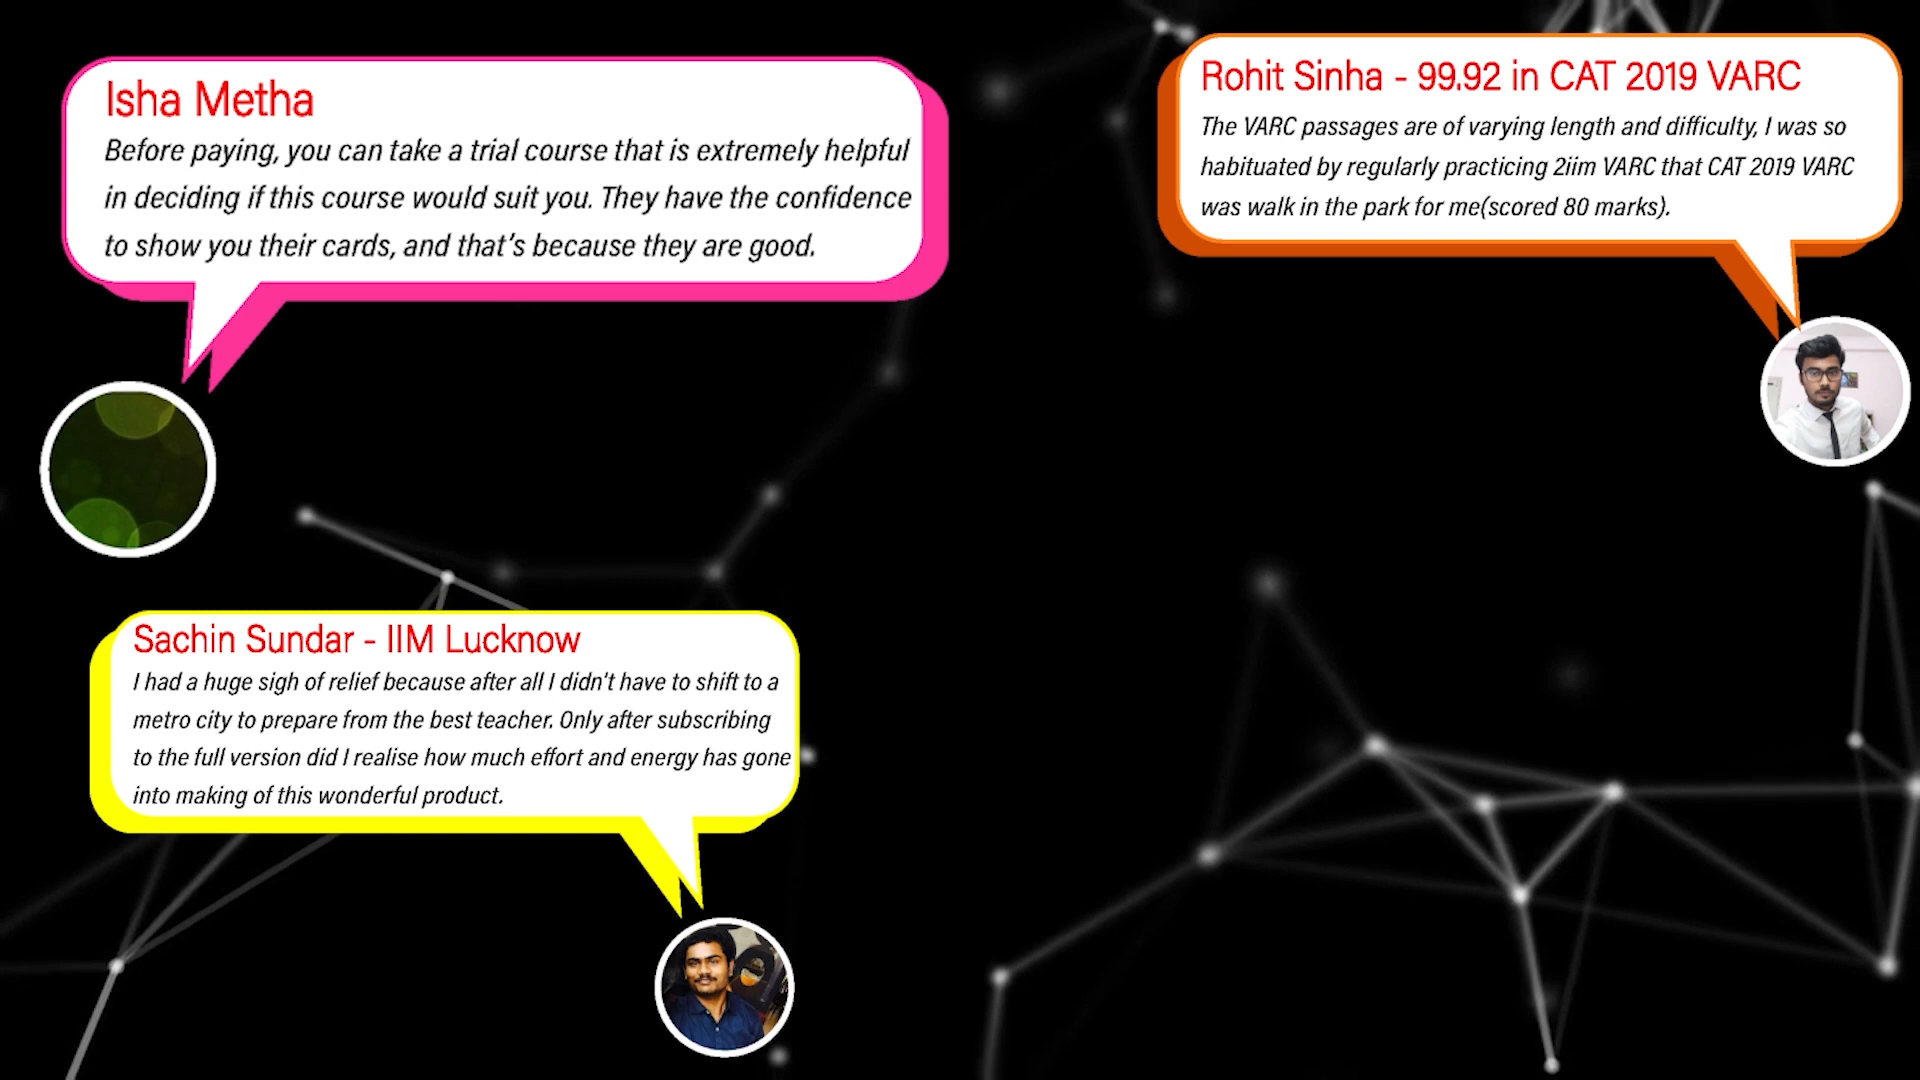 Isha Metha
Before paying, you can take a trial course that is extremely helpful
in deciding if this course would suit you. They have the confidence
to show you their cards, and that's because they are good.
Rohit Sinha - 99.92 in CAT 2019 VARC
The VARC passages are of varying length and difficulty, I was so
habituated by regularly practicing 2iim VARC that CAT 2019 VARC
was walk in the park for me(scored 80 marks).
Sachin Sundar - IIM Lucknow
I had a huge sigh of relief because after all I didn't have to shift to a
metro city to prepare from the best teacher. Only after subscribing
to the full version did I realise how much effort and energy has gone
into making of this wonderful product.